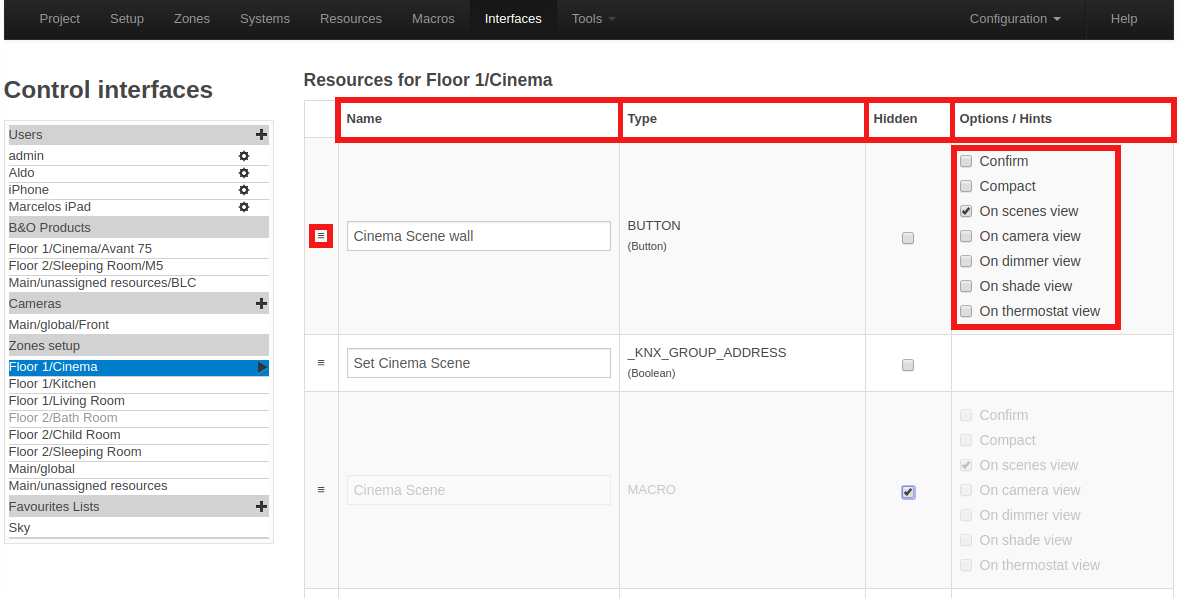 Project Setup Zones Systems Resources Macros Interfaces Tools Configuration Help
Control interfaces
Users
admin
Aldo
iPhone
Marcelos iPad
B&O Products
Floor 1/Cinema/Avant 75
Floor 2/Sleeping Room/M5
Main/unassigned resources/BLC
Cameras
Main/global/Front
Zones setup
Floor 1/Cinema
Floor 1/Kitchen
Floor 1/Living Room
Floor 2/Bath Room
Floor 2/Child Room
Floor 2/Sleeping Room
Main/global
Main/unassigned resources
Favourites Lists
Sky
Resources for Floor 1/Cinema
Name Type Hidden Options / Hints
Cinema Scene wall
BUTTON
(Button)
Confirm
Compact
On scenes view
On camera view
On dimmer view
On shade view
On thermostat view
Set Cinema Scene
_KNX_GROUP_ADDRESS
(Boolean)
Cinema Scene
MACRO
Confirm
Compact
On scenes view
On camera view
On dimmer view
On shade view
On thermostat view